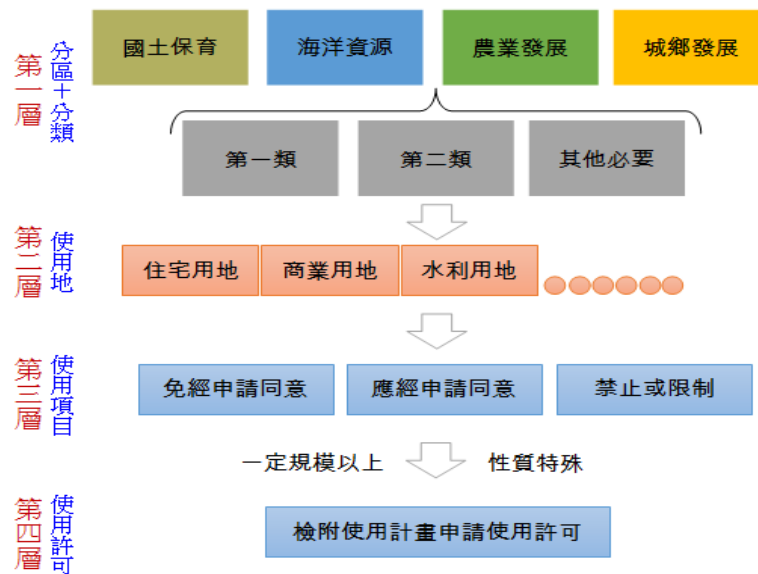 第一層
分區＋分類
國土保育
海洋資源
農業發展
城鄉發展
第一類
第二類
其他必要
第二層
使用地
住宅用地
商業用地
水利用地
第三層
使用項目
免經申請同意
應經申請同意
禁止或限制
一定規模以上
性質特殊
第四層
使用許可
檢附使用計畫申請使用許可